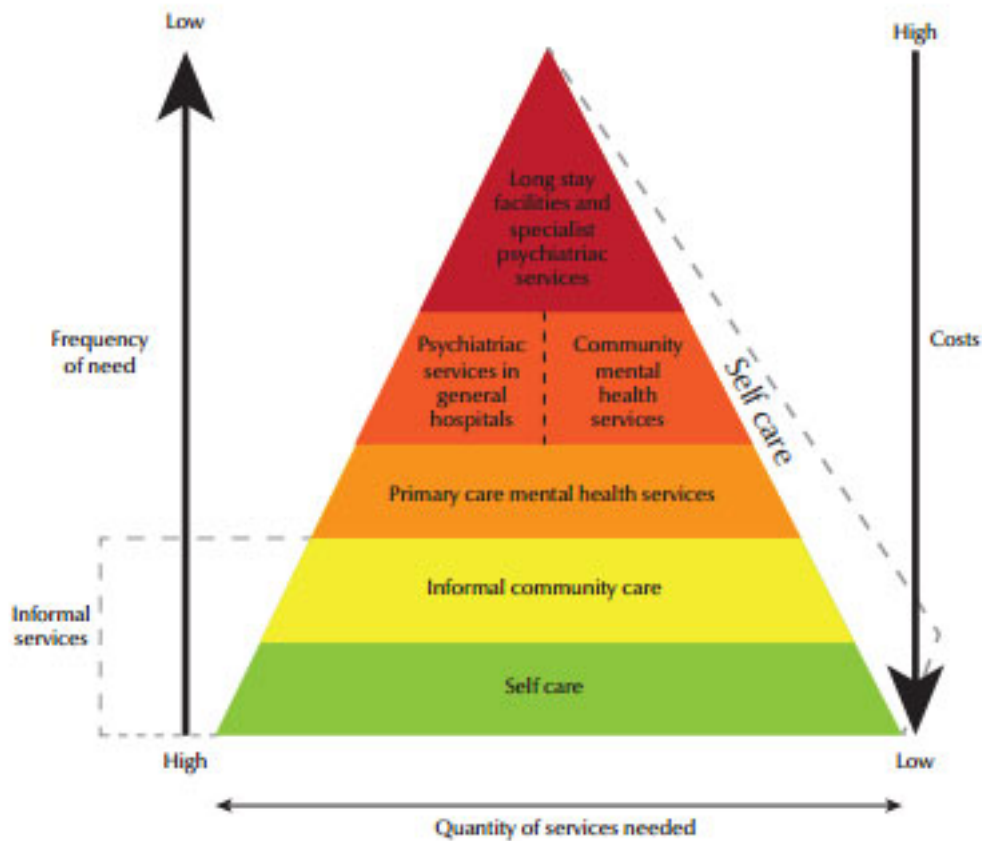 Low
High
Long stay
facilities and
specialist
psychiatriac
services
Frequency
of need
Psychiatriac
services in
general
hospitals
Community
mental
health
services
Self care
Costs
Primary care mental health services
Informal
services
Informal community care
Self care
High
Low
Quantity of services needed